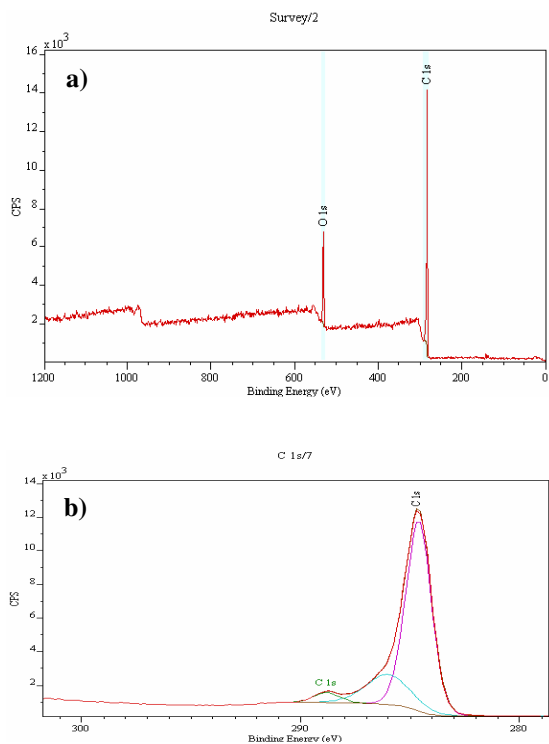 Survey/2
x 10³
a)
16
14
12
10
8
6
4
2
CPS
O 1s
C 1s
1200 1000 800 600 400 200 0
Binding Energy (eV)
C 1s/7
x 10³
b)
14
12
10
8
6
4
2
CPS
C 1s
C 1s
300 290 280
Binding Energy (eV)